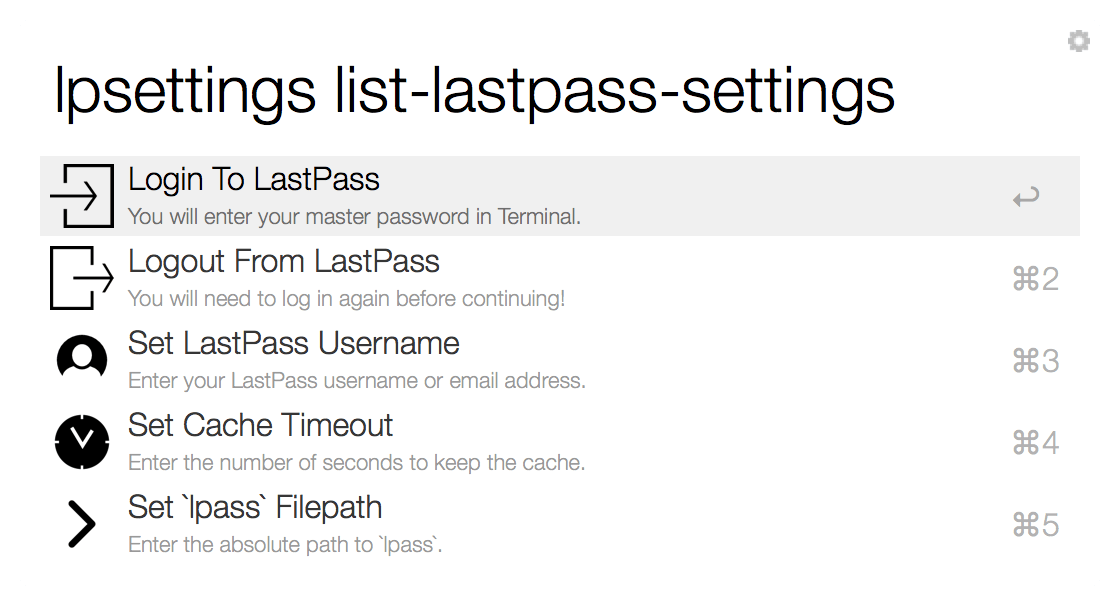 lpsettings list-lastpass-settings
Login To LastPass
You will enter your master password in Terminal.
Logout From LastPass
You will need to log in again before continuing!
⌘2
Set LastPass Username
Enter your LastPass username or email address.
⌘3
Set Cache Timeout
Enter the number of seconds to keep the cache.
⌘4
Set `lpass` Filepath
Enter the absolute path to `lpass`.
⌘5